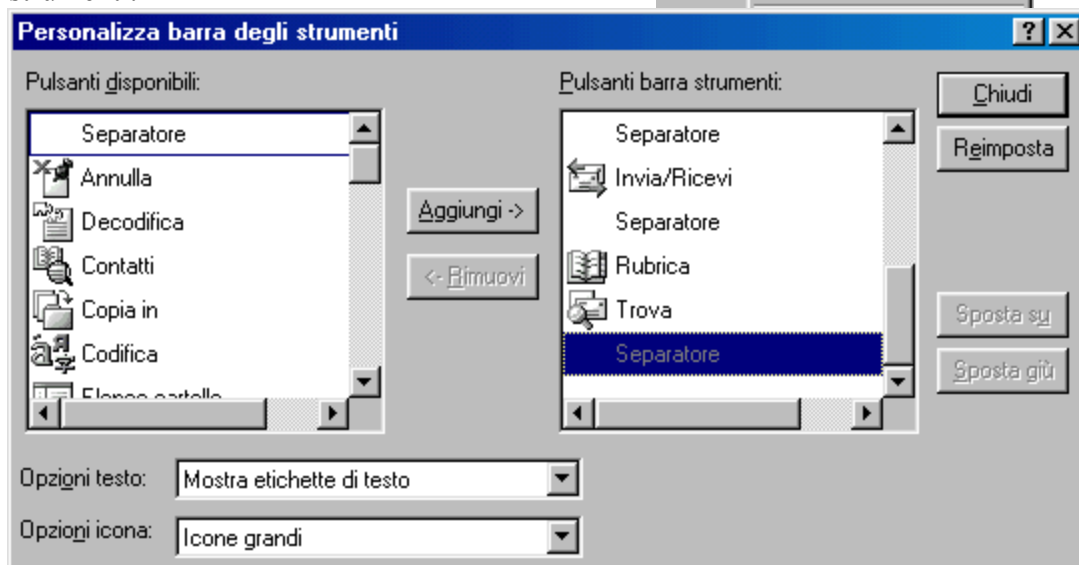 Personalizza barra degli strumenti
Pulsanti disponibili:
Separatore
Annulla
Decodifica
Contatti
Copia in
Codifica
Elenco cartelle
Aggiungi ->
<- Rimuovi
Pulsanti barra strumenti:
Separatore
Invia/Ricevi
Separatore
Rubrica
Trova
Separatore
Chiudi
Reimposta
Sposta su
Sposta giù
Opzioni testo: Mostra etichette di testo
Opzioni icona: Icone grandi